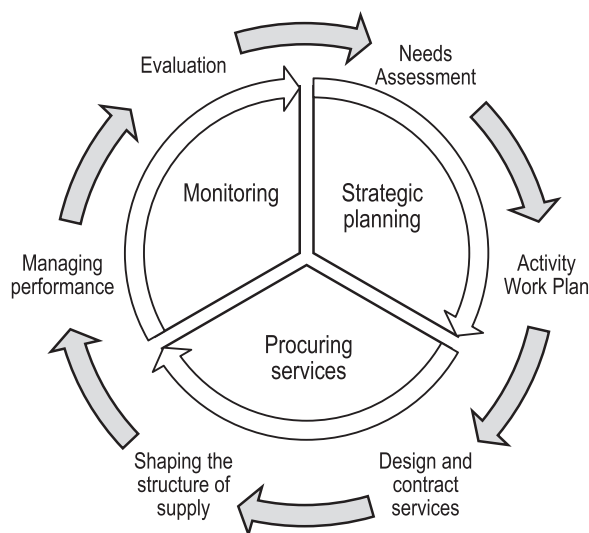 Evaluation
Needs
Assessment
Monitoring
Strategic
planning
Managing
performance
Activity
Work Plan
Procuring
services
Shaping the
structure of
supply
Design and
contract
services